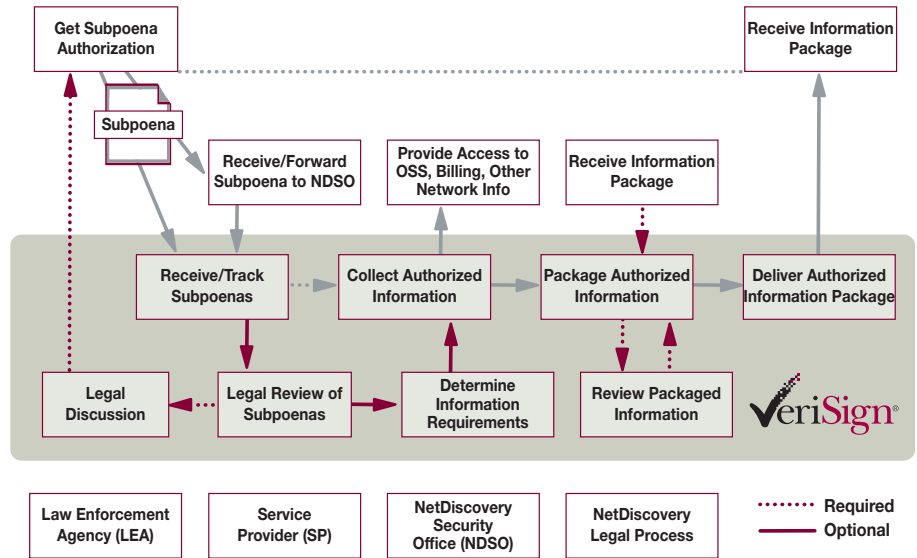 Get Subpoena
Authorization
Receive Information
Package
Subpoena
Receive/Forward
Subpoena to NDSO
Provide Access to
OSS, Billing, Other
Network Info
Receive Information
Package
Receive/Track
Subpoenas
Collect Authorized
Information
Package Authorized
Information
Deliver Authorized
Information Package
Legal
Discussion
Legal Review of
Subpoenas
Determine
Information
Requirements
Review Packaged
Information
VeriSign®
Law Enforcement
Agency (LEA)
Service
Provider (SP)
NetDiscovery
Security
Office (NDSO)
NetDiscovery
Legal Process
Required
Optional